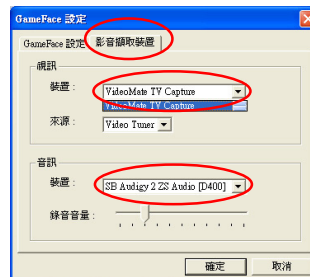 GameFace 設定
GameFace 設定 影音擷取裝置
視訊
裝置： VideoMate TV Capture
VideoMate TV Capture
來源： Video Tuner
音訊
裝置： SB Audigy 2 ZS Audio [D400]
錄音音量：
確定 取消